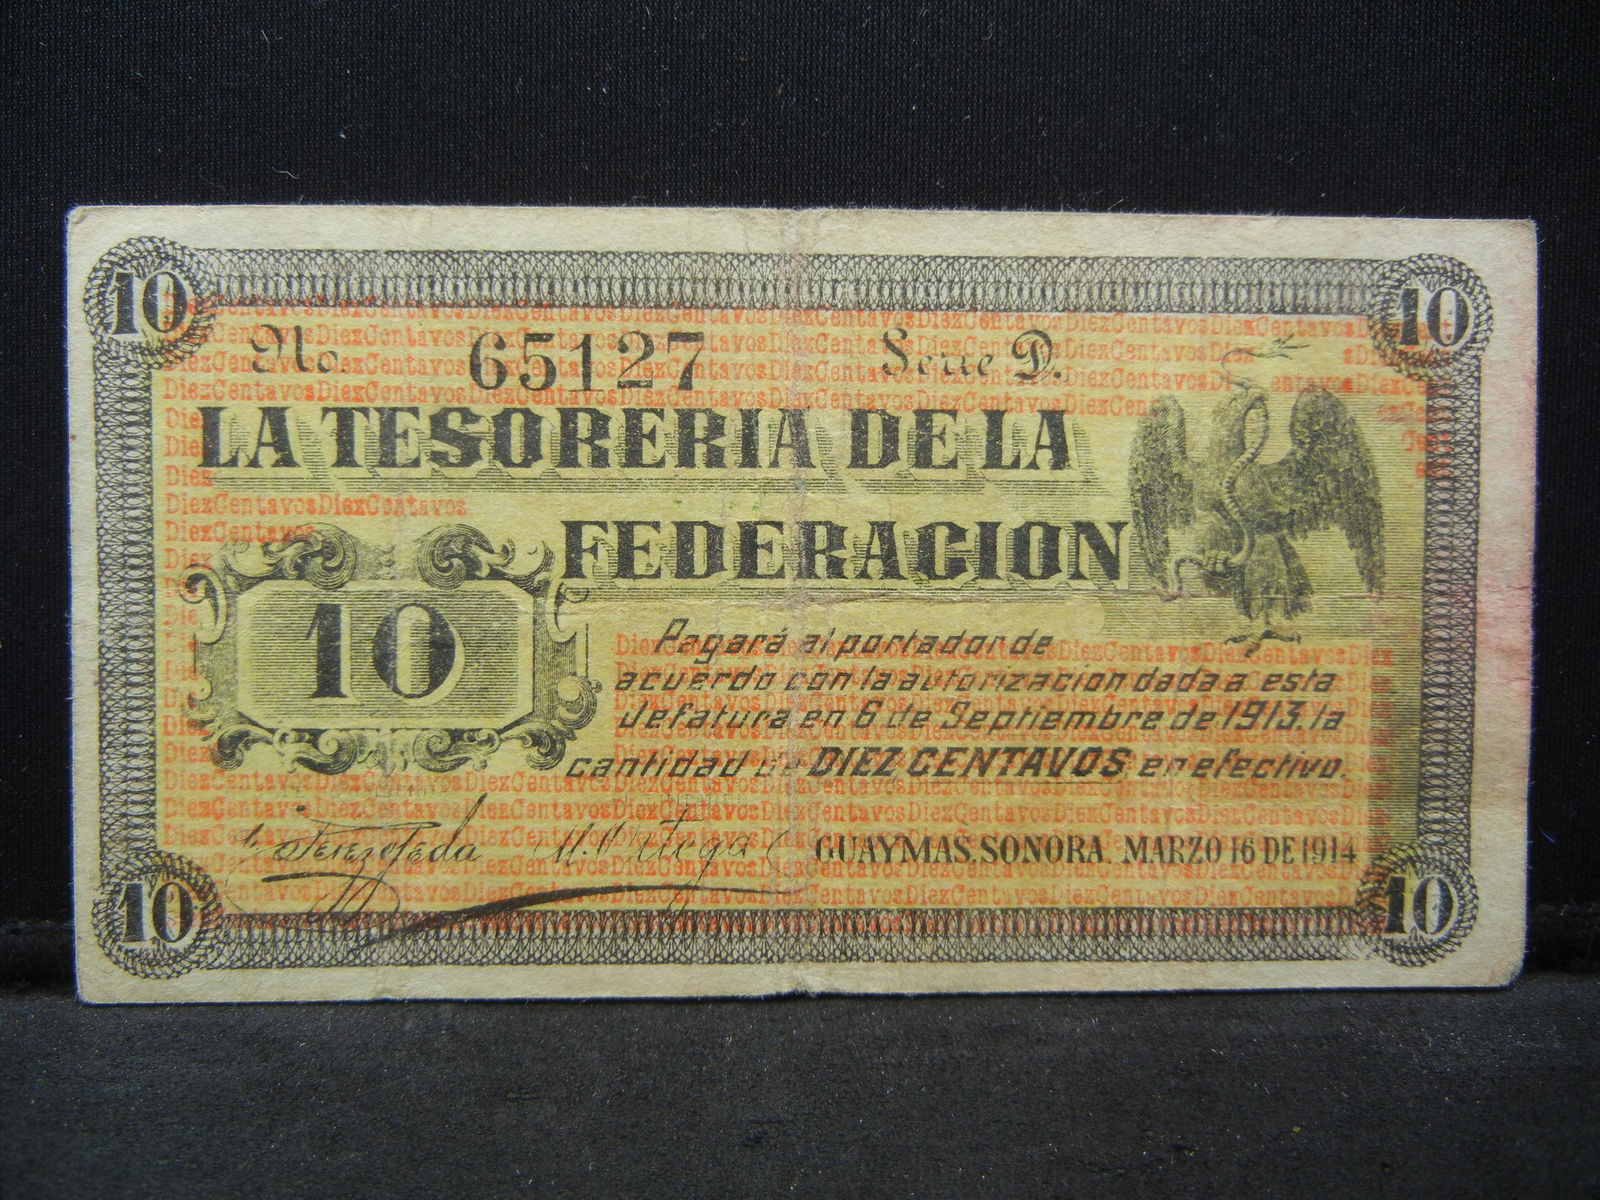 10 10
No. 65127 Serie D.
LA TESORERIA DE LA
FEDERACION
10
Pagará al portador de
acuerdo con la autorizacion dada a esta
Jefatura en 6 de Septiembre de 1913, la
cantidad de DIEZ CENTAVOS, en efectivo.
GUAYMAS, SONORA. MARZO 16 DE 1914
10 10
DiezCentavosDiezCentavos